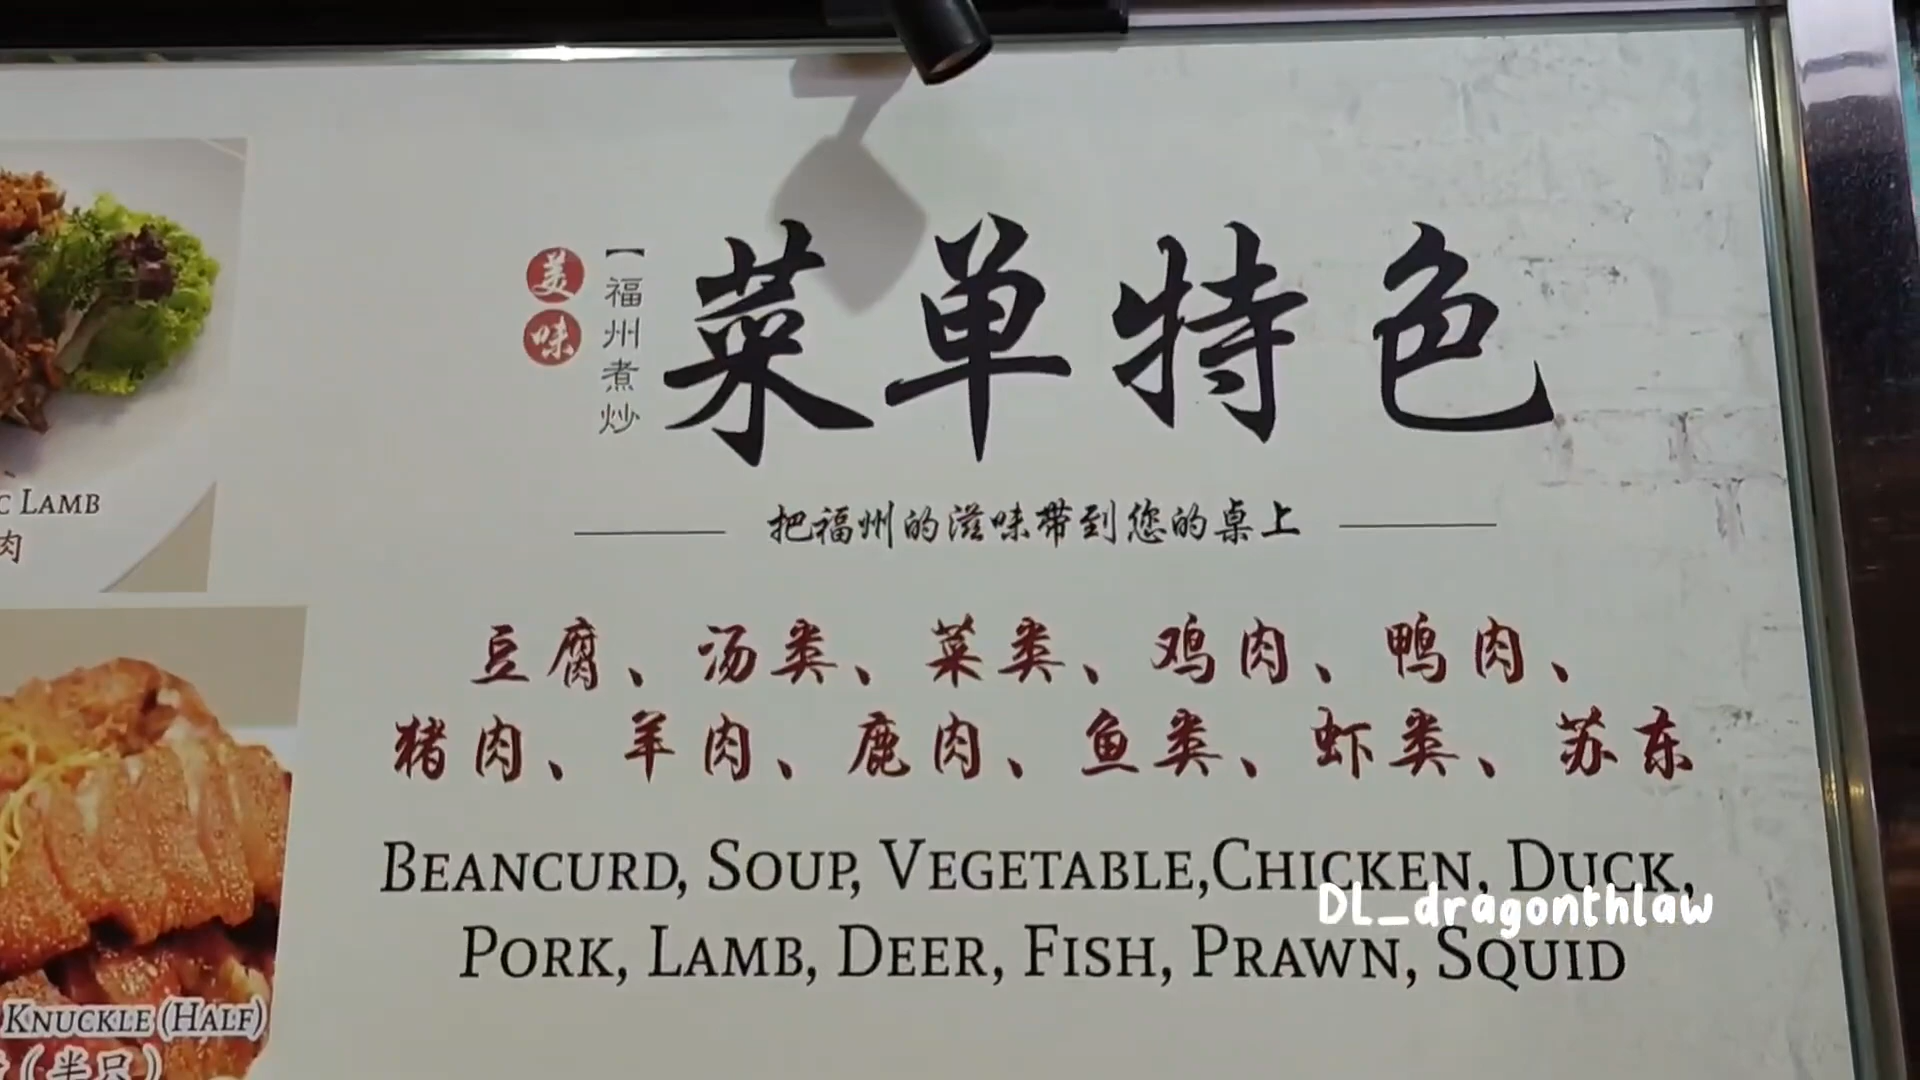 美味
【福州煮炒
菜单特色
把福州的滋味带到您的桌上
豆腐、汤类、菜类、鸡肉、鸭肉、
猪肉、羊肉、鹿肉、鱼类、虾类、苏东
BEANCURD, SOUP, VEGETABLE,CHICKEN, DUCK,
PORK, LAMB, DEER, FISH, PRAWN, SQUID
DL_dragonthlaw
C LAMB
肉
KNUCKLE (HALF)
(半只)